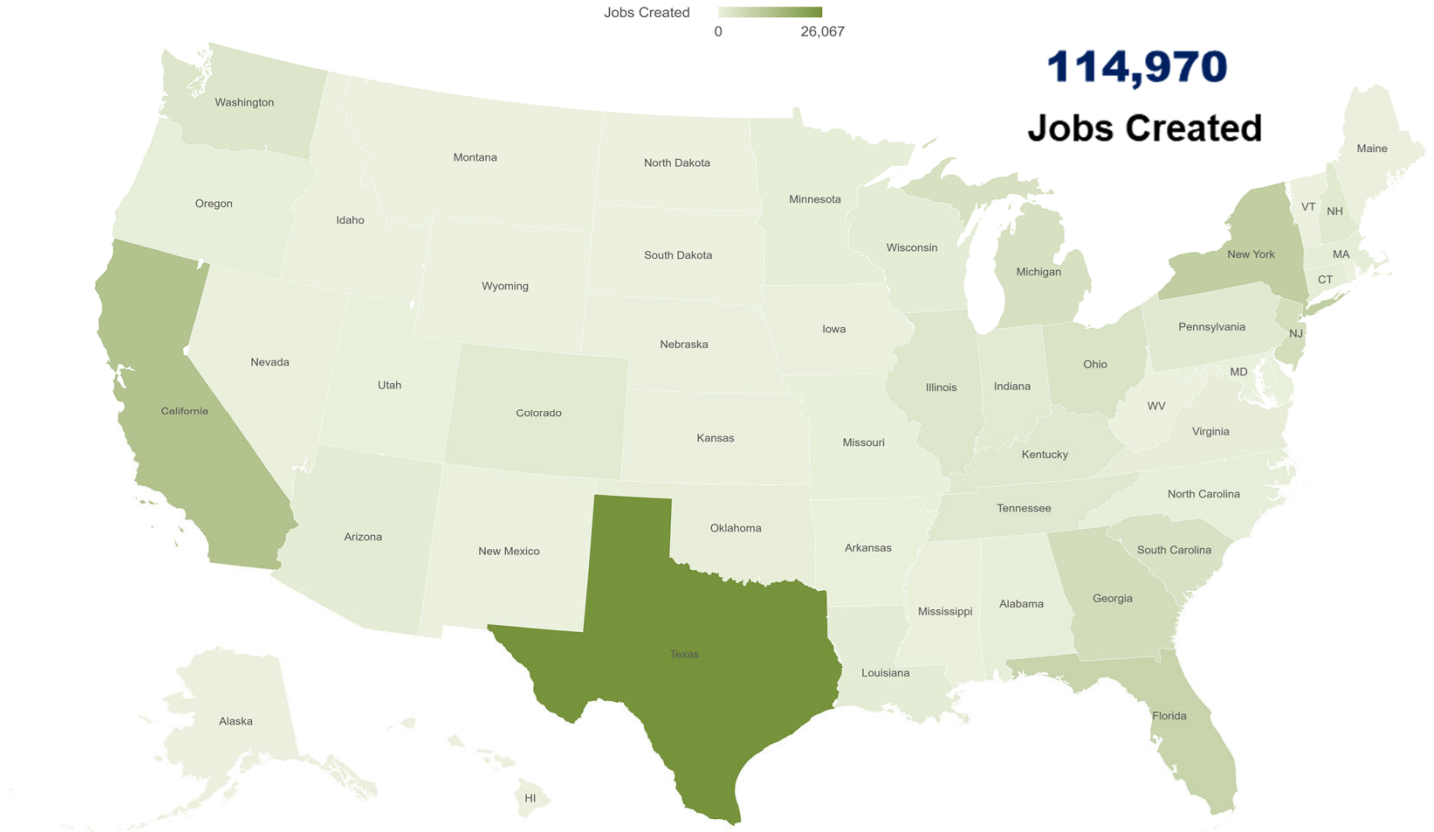 Jobs Created
0
26,067
114,970
Jobs Created
Washington
Montana
North Dakota
Minnesota
Maine
Oregon
Idaho
VT
NH
Wisconsin
South Dakota
New York
MA
Michigan
CT
Wyoming
Iowa
Pennsylvania
NJ
Nebraska
Nevada
Ohio
MD
Utah
Illinois
Indiana
WV
California
Colorado
Virginia
Kansas
Missouri
Kentucky
North Carolina
Tennessee
Oklahoma
Arizona
New Mexico
Arkansas
South Carolina
Georgia
Alabama
Mississippi
Texas
Louisiana
Florida
Alaska
HI